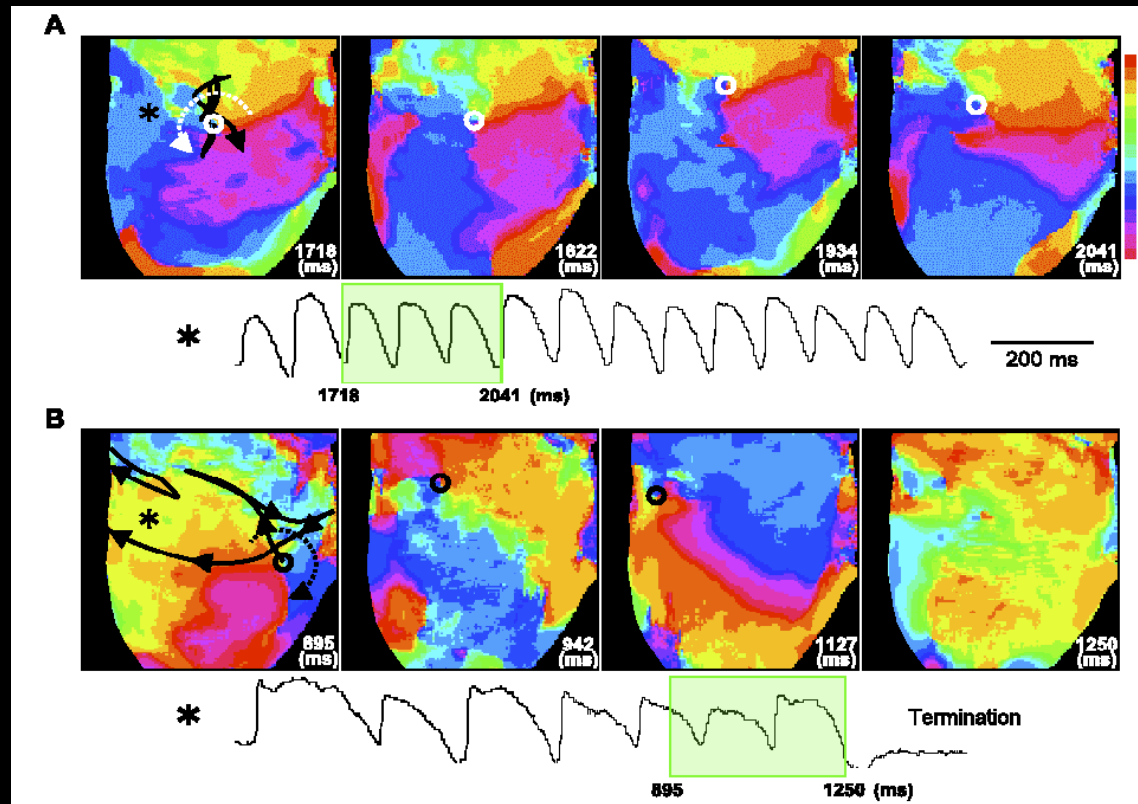 A
*
1718
(ms)
1822
(ms)
1934
(ms)
2041
(ms)
*
200 ms
1718
2041 (ms)
B
*
895
(ms)
942
(ms)
1127
(ms)
1250
(ms)
*
Termination
895
1250 (ms)